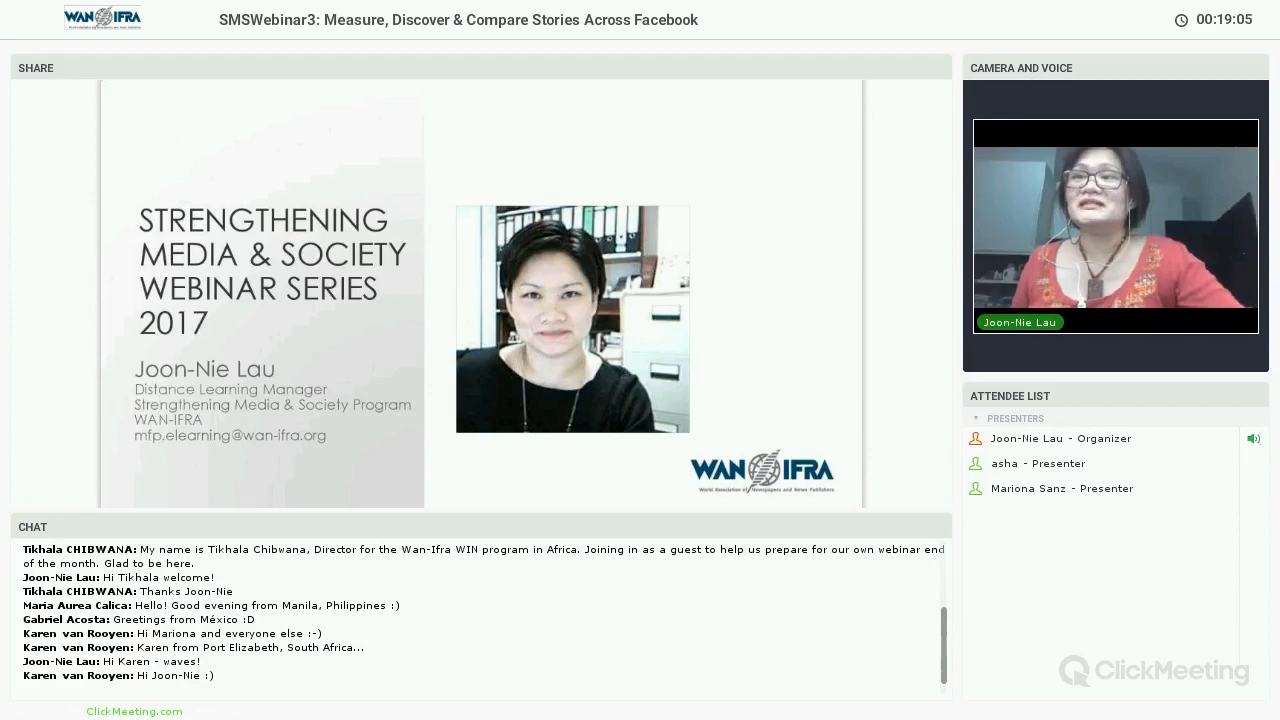 WAN IFRA
SMSWebinar3: Measure, Discover & Compare Stories Across Facebook
00:19:05
SHARE
STRENGTHENING
MEDIA & SOCIETY
WEBINAR SERIES
2017
Joon-Nie Lau
Distance Learning Manager
Strengthening Media & Society Program
WAN-IFRA
mfp.elearning@wan-ifra.org
WAN IFRA
World Association of Newspapers and News Publishers
CAMERA AND VOICE
Joon-Nie Lau
ATTENDEE LIST
PRESENTERS
Joon-Nie Lau - Organizer
asha - Presenter
Mariona Sanz - Presenter
ClickMeeting
CHAT
Tikhala CHIBWANA: My name is Tikhala Chibwana, Director for the Wan-Ifra WIN program in Africa. Joining in as a guest to help us prepare for our own webinar end
of the month. Glad to be here.
Joon-Nie Lau: Hi Tikhala welcome!
Tikhala CHIBWANA: Thanks Joon-Nie
Maria Aurea Calica: Hello! Good evening from Manila, Philippines :)
Gabriel Acosta: Greetings from México :D
Karen van Rooyen: Hi Mariona and everyone else :-)
Karen van Rooyen: Karen from Port Elizabeth, South Africa...
Joon-Nie Lau: Hi Karen - waves!
Karen van Rooyen: Hi Joon-Nie :)
ClickMeeting.com